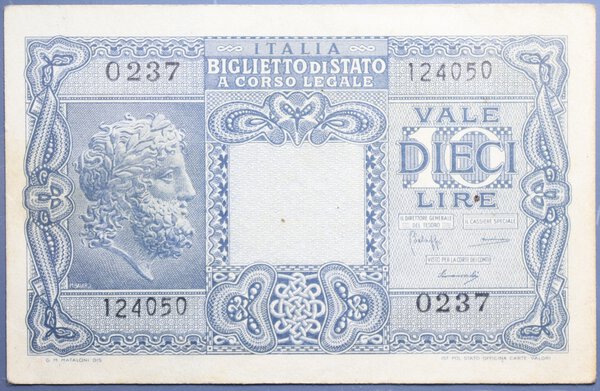 ITALIA
0237 BIGLIETTO DI STATO 124050
A CORSO LEGALE
VALE
10
DIECI
LIRE
IL DIRETTORE GENERALE DEL TESORO
IL CASSIERE SPECIALE
VISTO PER LA CORTE DEI CONTI
124050 0237
G. M. MATALONI DIS. IST. POL. STATO OFFICINA CARTE VALORI